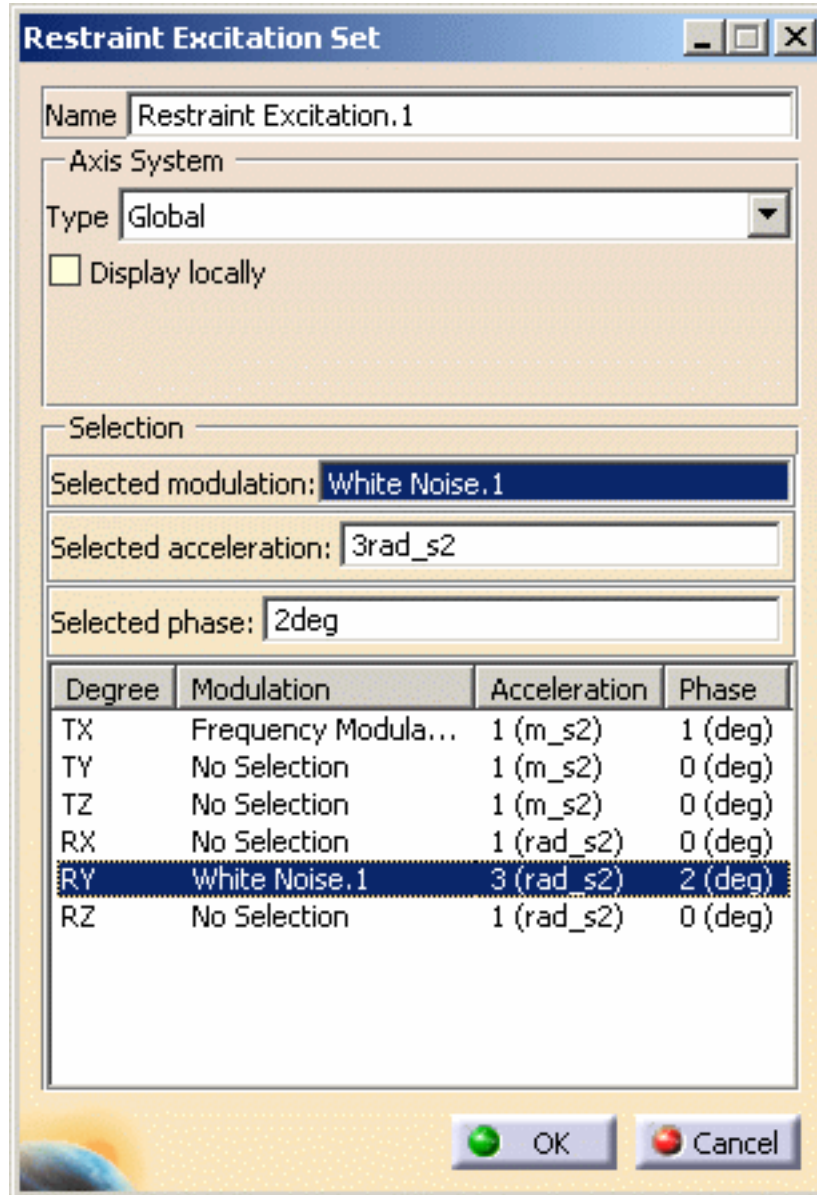 Restraint Excitation Set
Name Restraint Excitation.1
Axis System
Type Global
Display locally
Selection
Selected modulation: White Noise.1
Selected acceleration: 3rad_s2
Selected phase: 2deg
Degree Modulation Acceleration Phase
TX Frequency Modula... 1 (m_s2) 1 (deg)
TY No Selection 1 (m_s2) 0 (deg)
TZ No Selection 1 (m_s2) 0 (deg)
RX No Selection 1 (rad_s2) 0 (deg)
RY White Noise.1 3 (rad_s2) 2 (deg)
RZ No Selection 1 (rad_s2) 0 (deg)
OK Cancel